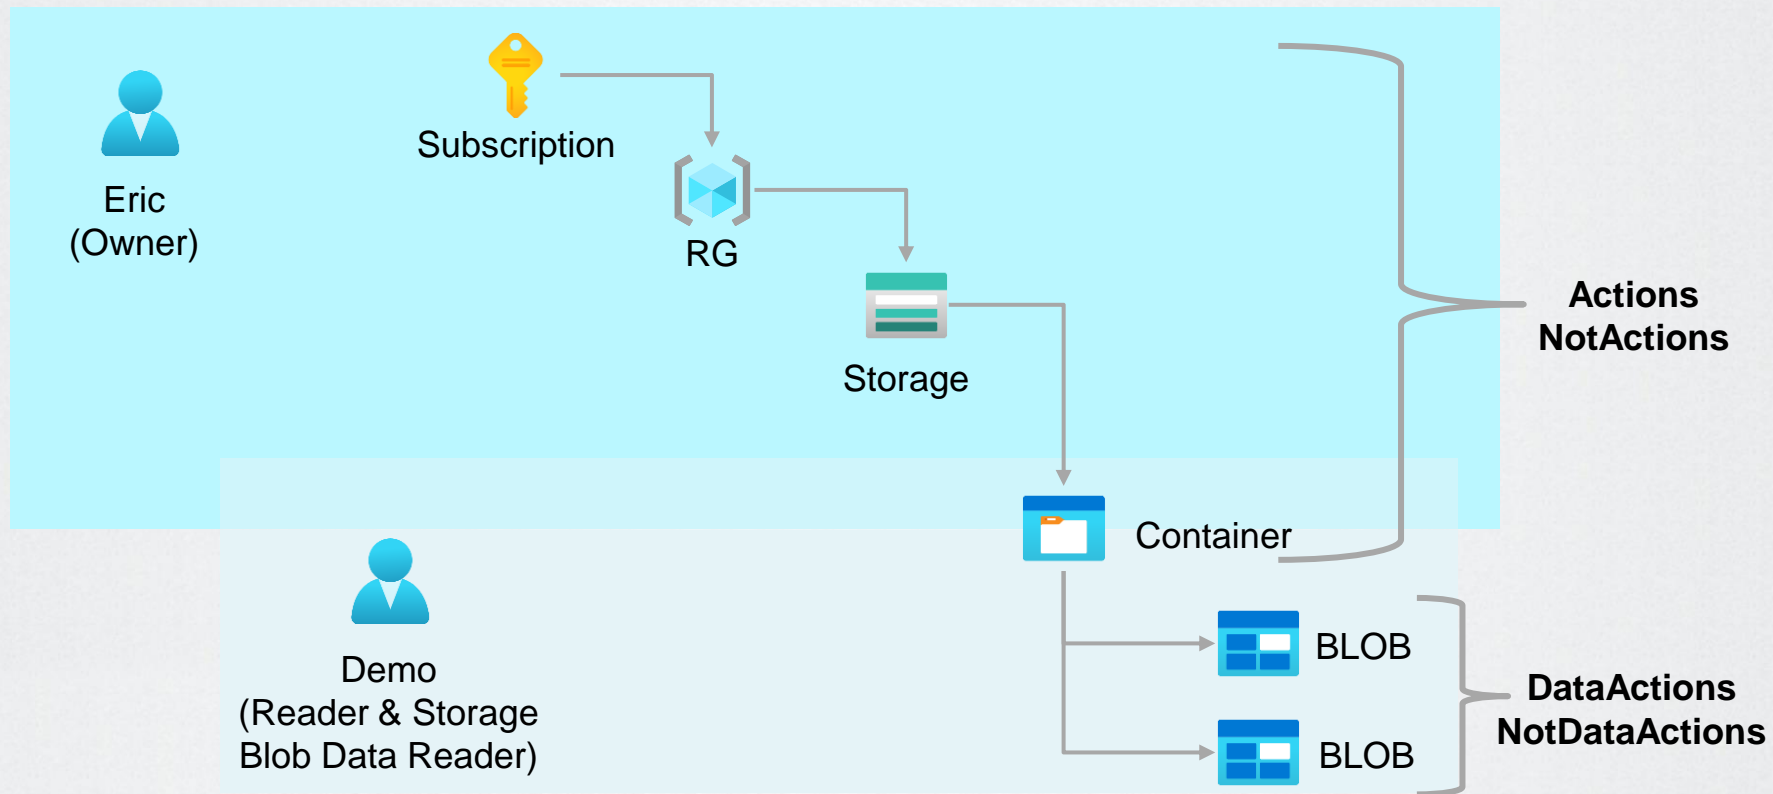 Subscription
Eric
(Owner)
RG
Storage
Actions
NotActions
Container
Demo
(Reader & Storage
Blob Data Reader)
BLOB
BLOB
DataActions
NotDataActions